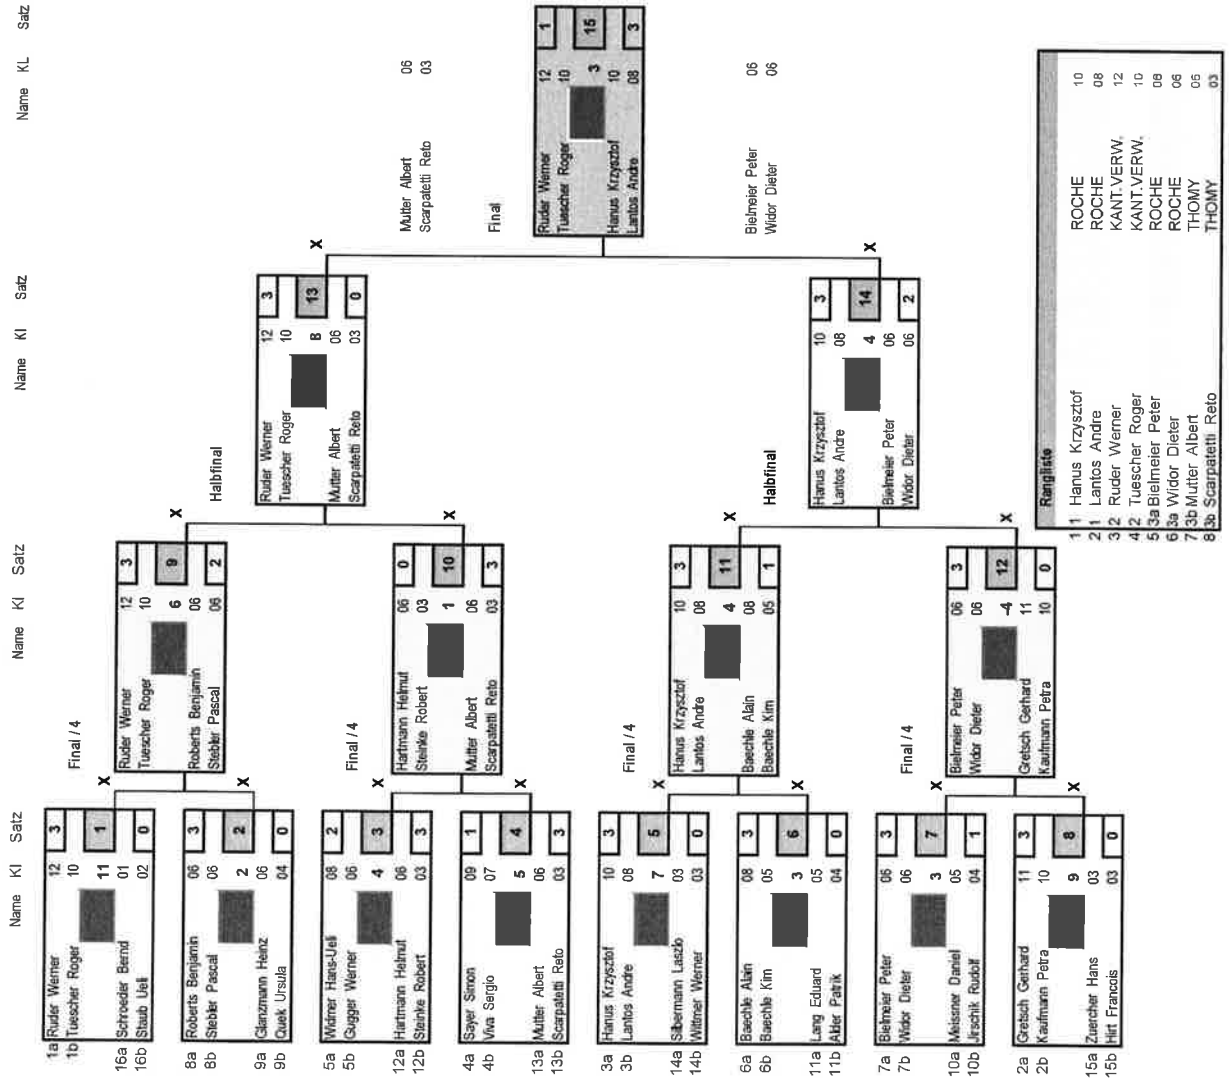 Name KI Satz
1a Ruder Werner 12 3
1b Tuescher Roger 10
11 1
16a Schroeder Bernd 01
16b Staub Ueli 02 0
8a Roberts Benjamin 06 3
8b Stebler Pascal 06
2 2
9a Glanzmann Heinz 06
9b Quek Ursula 04 0
5a Widmer Hans-Ueli 08 2
5b Gugger Werner 06
4 3
12a Hartmann Helmut 06
12b Steinke Robert 03 3
4a Sayer Simon 09 1
4b Viva Sergio 07
5 4
13a Mutter Albert 06
13b Scarpatetti Reto 03 3
3a Hanus Krzysztof 10 3
3b Lantos Andre 08
7 5
14a Silbermann Laszlo 03
14b Wittmer Werner 03 0
6a Baechle Alain 08 3
6b Baechle Kim 05
3 6
11a Lang Eduard 05
11b Alder Patrik 04 0
7a Bielmeier Peter 06 3
7b Widor Dieter 06
3 7
10a Meissner Daniel 05
10b Jrschik Rudolf 04 1
2a Gretsch Gerhard 11 3
2b Kaufmann Petra 10
9 8
15a Zuercher Hans 03
15b Hirt Francois 03 0
X
X
X
X
X
X
X
X
Name KI Satz
Final / 4
Ruder Werner 12 3
Tuescher Roger 10
6 9
Roberts Benjamin 06
Stebler Pascal 06 2
Final / 4
Hartmann Helmut 06 0
Steinke Robert 03
1 10
Mutter Albert 06
Scarpatetti Reto 03 3
Final / 4
Hanus Krzysztof 10 3
Lantos Andre 08
4 11
Baechle Alain 08
Baechle Kim 05 1
Final / 4
Bielmeier Peter 06 3
Widor Dieter 06
-4 12
Gretsch Gerhard 11
Kaufmann Petra 10 0
X
X
X
X
Name KI Satz
Halbfinal
Ruder Werner 12 3
Tuescher Roger 10
8 13
Mutter Albert 06
Scarpatetti Reto 03 0
Halbfinal
Hanus Krzysztof 10 3
Lantos Andre 08
4 14
Bielmeier Peter 06
Widor Dieter 06 2
X
X
Name KL Satz
Mutter Albert 06
Scarpatetti Reto 03
Final
Ruder Werner 12 1
Tuescher Roger 10
3 15
Hanus Krzysztof 10
Lantos Andre 08 3
Bielmeier Peter 06
Widor Dieter 06
Rangliste
1 1 Hanus Krzysztof ROCHE 10
2 1 Lantos Andre ROCHE 08
3 2 Ruder Werner KANT.VERW. 12
4 2 Tuescher Roger KANT.VERW. 10
5 3a Bielmeier Peter ROCHE 06
6 3a Widor Dieter ROCHE 06
7 3b Mutter Albert THOMY 06
8 3b Scarpatetti Reto THOMY 03